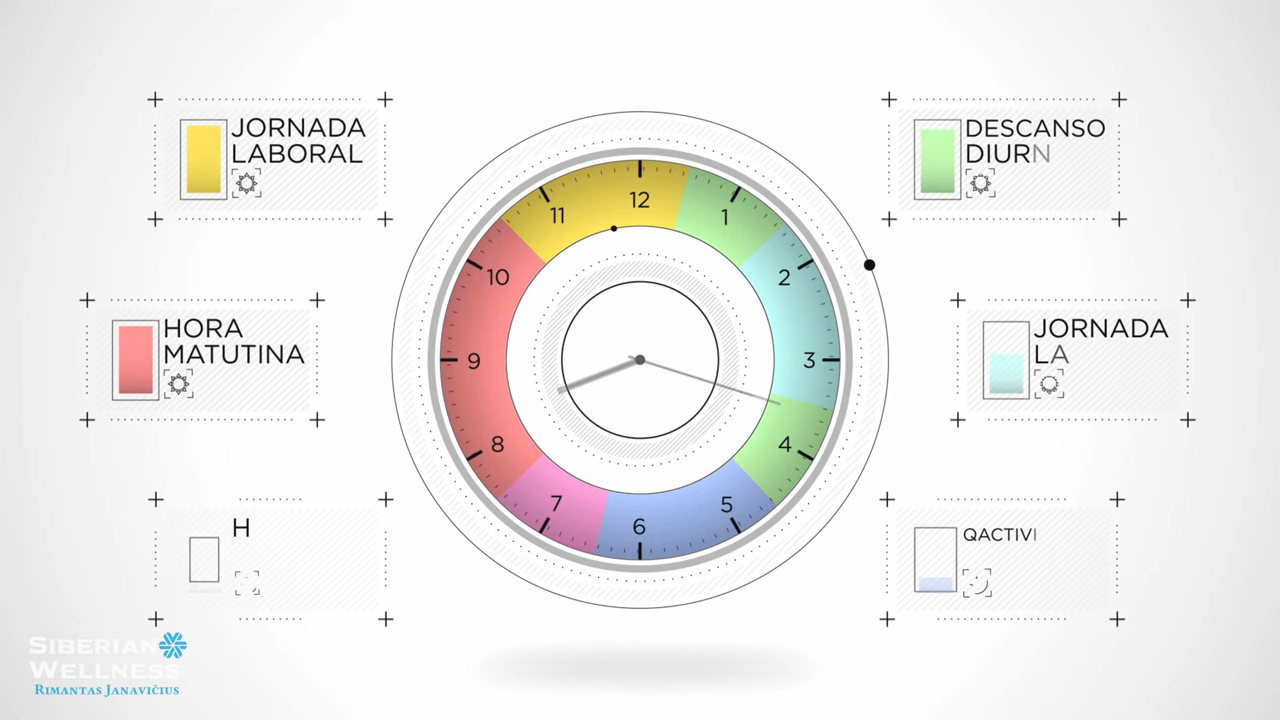 JORNADA
LABORAL
DESCANSO
DIURN
HORA
MATUTINA
JORNADA
LA
H
QACTIVI
12
1
2
3
4
5
6
7
8
9
10
11
SIBERIAN
WELLNESS
RIMANTAS JANAVIČIUS